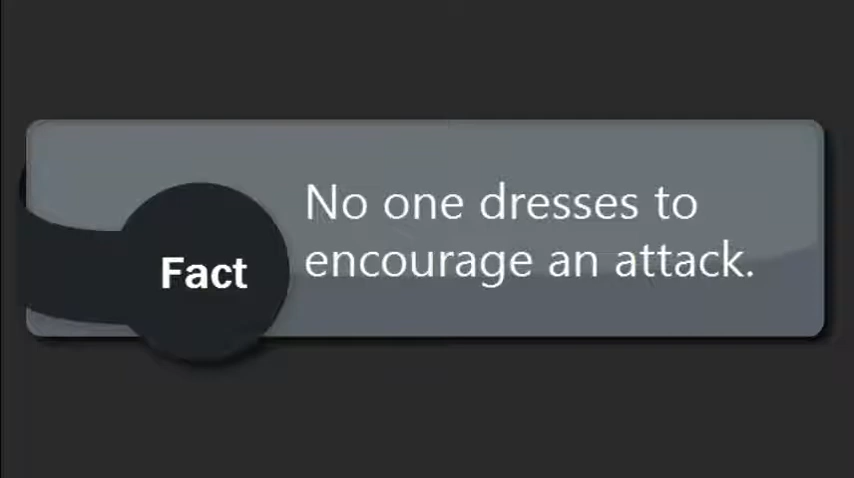 Fact
No one dresses to
encourage an attack.